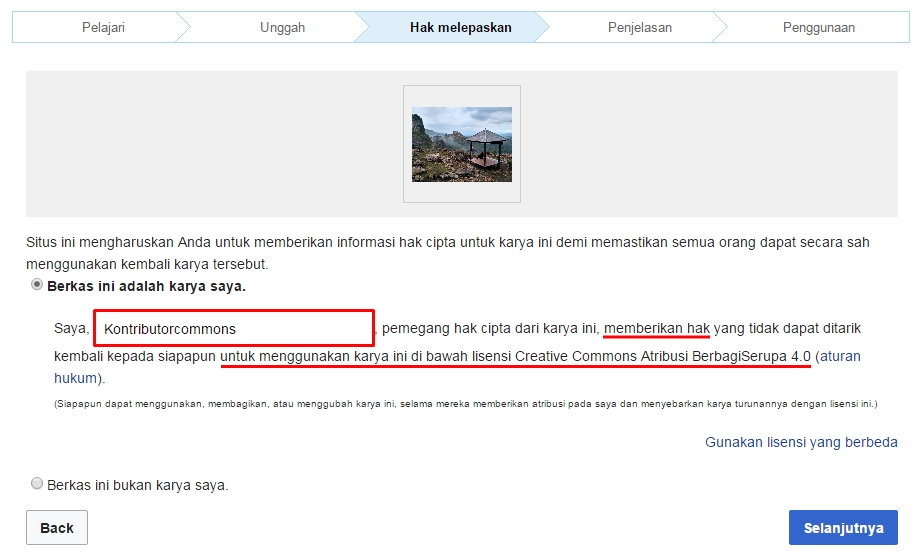 Pelajari Unggah Hak melepaskan Penjelasan Penggunaan
Situs ini mengharuskan Anda untuk memberikan informasi hak cipta untuk karya ini demi memastikan semua orang dapat secara sah
menggunakan kembali karya tersebut.
Berkas ini adalah karya saya.
Saya, Kontributorcommons, pemegang hak cipta dari karya ini, memberikan hak yang tidak dapat ditarik
kembali kepada siapapun untuk menggunakan karya ini di bawah lisensi Creative Commons Atribusi BerbagiSerupa 4.0 (aturan
hukum).
(Siapapun dapat menggunakan, membagikan, atau menggubah karya ini, selama mereka memberikan atribusi pada saya dan menyebarkan karya turunannya dengan lisensi ini.)
Gunakan lisensi yang berbeda
Berkas ini bukan karya saya.
Back Selanjutnya